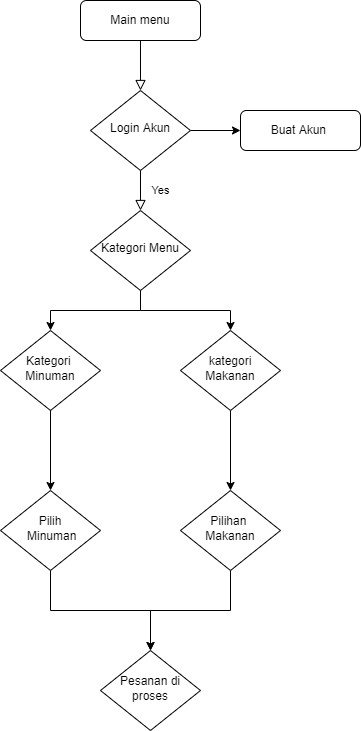 Main menu
Login Akun
Buat Akun
Yes
Kategori Menu
Kategori
Minuman
kategori
Makanan
Pilih
Minuman
Pilihan
Makanan
Pesanan di
proses